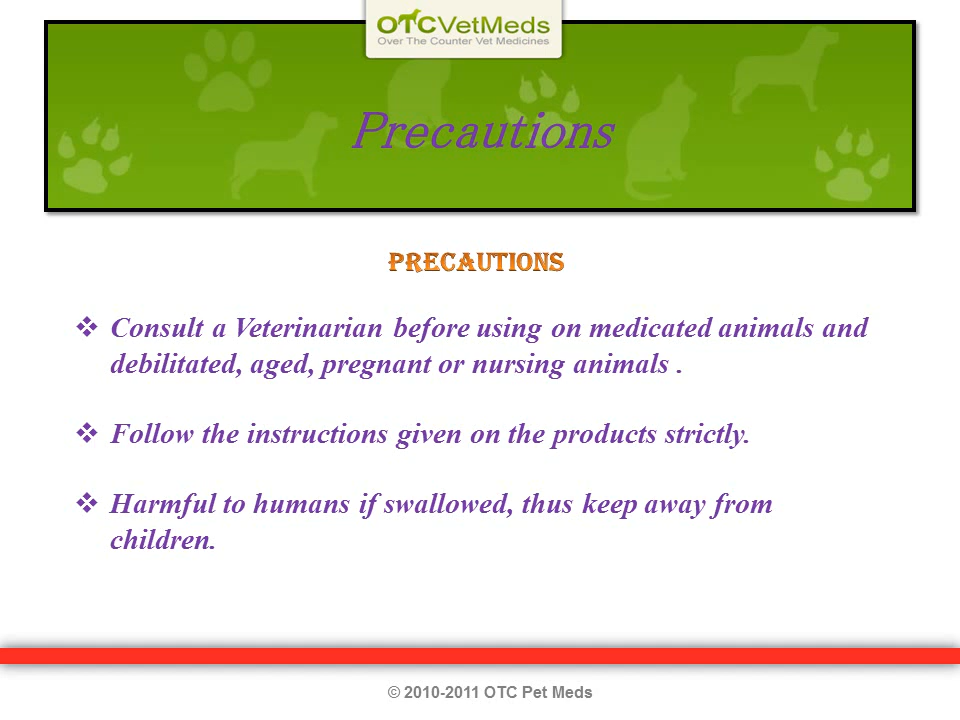 OTCVetMeds
Over The Counter Vet Medicines
Precautions
PRECAUTIONS
❖ Consult a Veterinarian before using on medicated animals and
debilitated, aged, pregnant or nursing animals .
❖ Follow the instructions given on the products strictly.
❖ Harmful to humans if swallowed, thus keep away from
children.
© 2010-2011 OTC Pet Meds